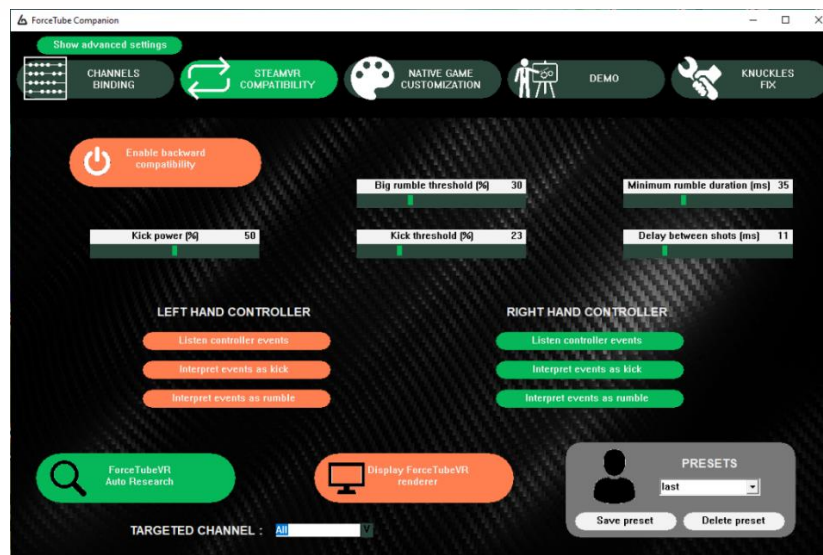 ForceTube Companion
Show advanced settings
CHANNELS
BINDING
STEAMVR
COMPATIBILITY
NATIVE GAME
CUSTOMIZATION
DEMO
KNUCKLES
FIX
Enable backward
compatibility
Big rumble threshold (%) 30
Minimum rumble duration (ms) 35
Kick power (%) 50
Kick threshold (%) 23
Delay between shots (ms) 11
LEFT HAND CONTROLLER
Listen controller events
Interpret events as kick
Interpret events as rumble
RIGHT HAND CONTROLLER
Listen controller events
Interpret events as kick
Interpret events as rumble
ForceTubeVR
Auto Research
Display ForceTubeVR
renderer
PRESETS
last
Save preset
Delete preset
TARGETED CHANNEL : All V